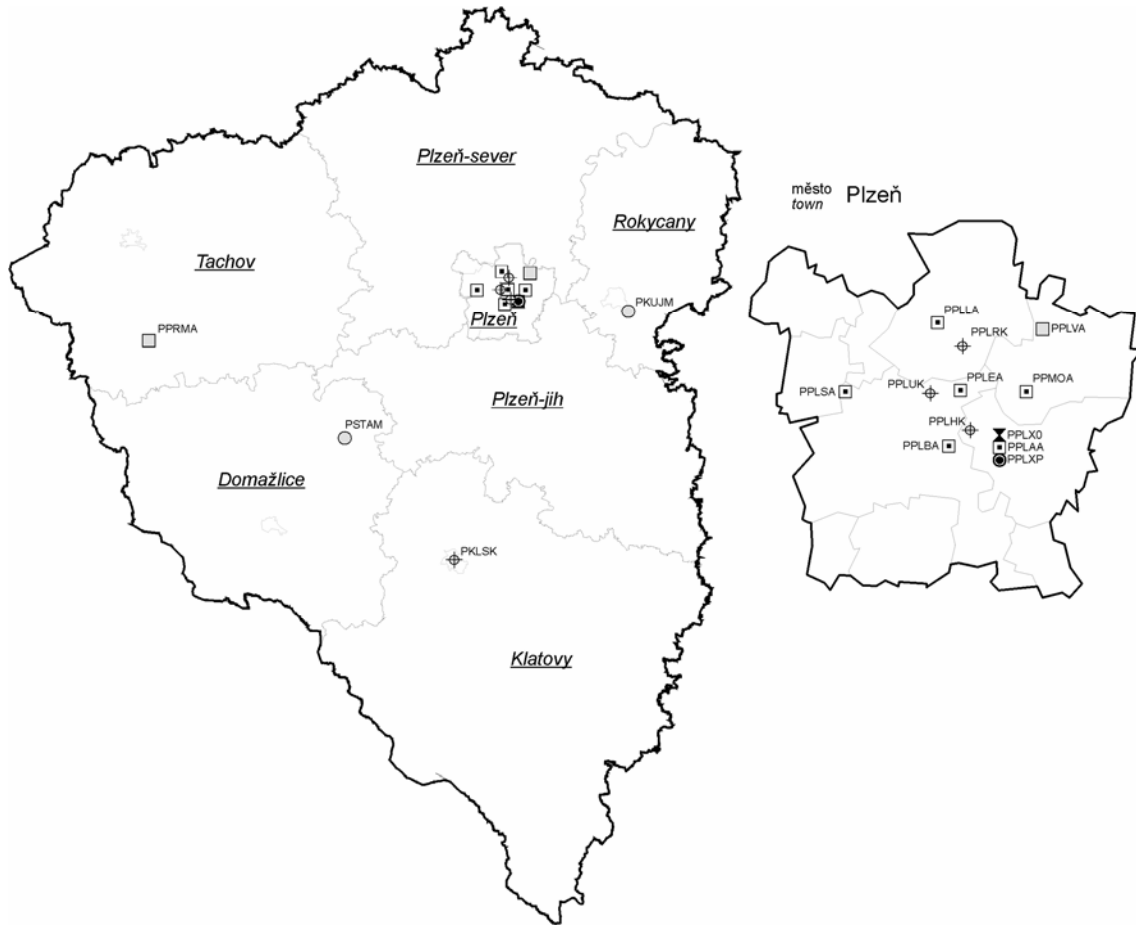 Plzeň-sever
Rokycany
Tachov
PKUJM
Plzeň
PPRMA
Plzeň-jih
PSTAM
Domažlice
PKLSK
Klatovy
město
town
Plzeň
PPLLA
PPLRK
PPLVA
PPLSA
PPLUK
PPLEA
PPMOA
PPLHK
PPLX0
PPLBA
PPLAA
PPLXP